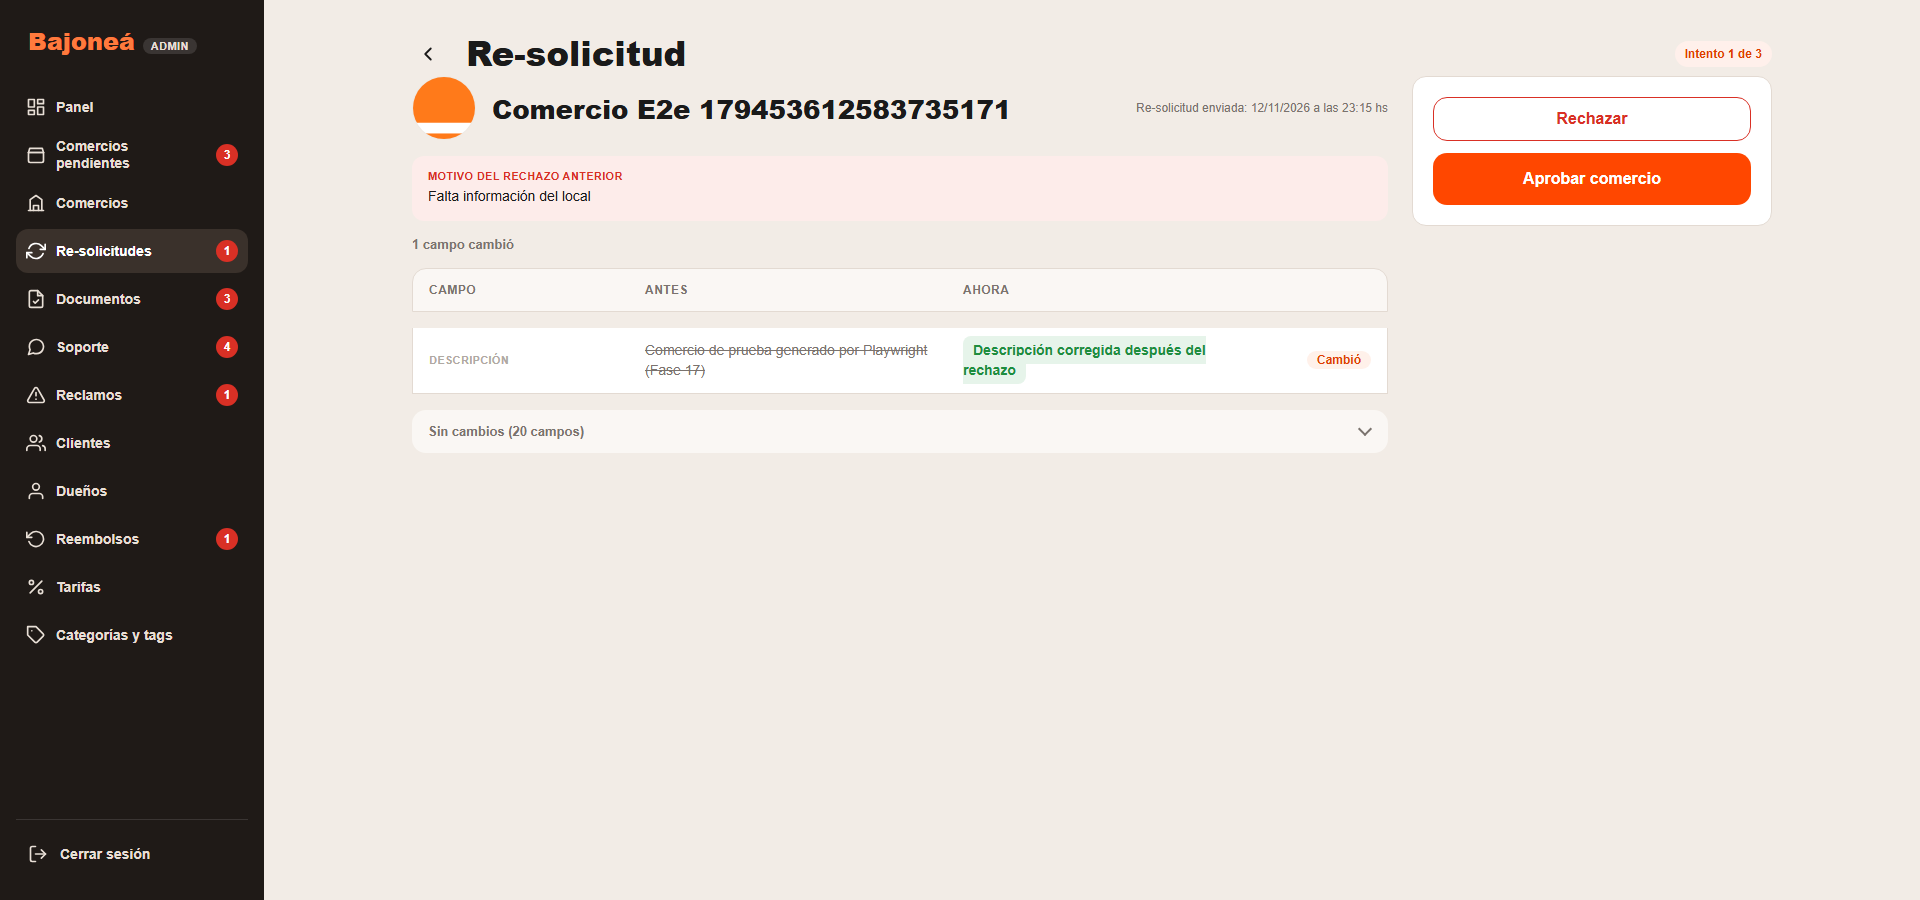 Bajoneá ADMIN
Panel
Comercios
pendientes
3
Comercios
Re-solicitudes 1
Documentos 3
Soporte 4
Reclamos 1
Clientes
Dueños
Reembolsos 1
Tarifas
Categorías y tags
Cerrar sesión
Re-solicitud
Intento 1 de 3
Comercio E2e 179453612583735171
Re-solicitud enviada: 12/11/2026 a las 23:15 hs
MOTIVO DEL RECHAZO ANTERIOR
Falta información del local
1 campo cambió
CAMPO ANTES AHORA
DESCRIPCIÓN
Comercio de prueba generado por Playwright
(Fase 17)
Descripción corregida después del
rechazo
Cambió
Sin cambios (20 campos)
Rechazar
Aprobar comercio